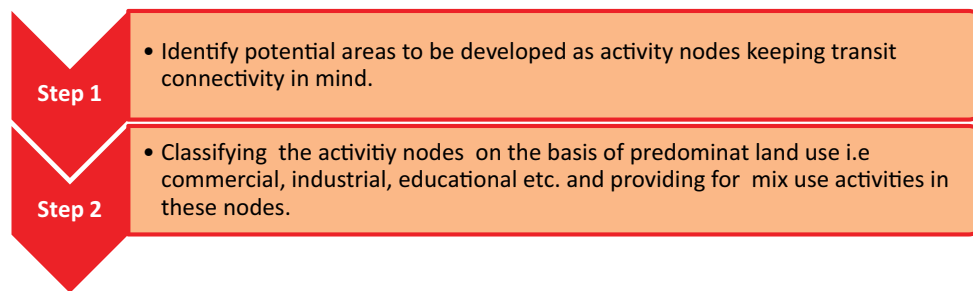 Step 1
• Identify potential areas to be developed as activity nodes keeping transit
connectivity in mind.
Step 2
• Classifying the activitiy nodes on the basis of predominat land use i.e
commercial, industrial, educational etc. and providing for mix use activities in
these nodes.